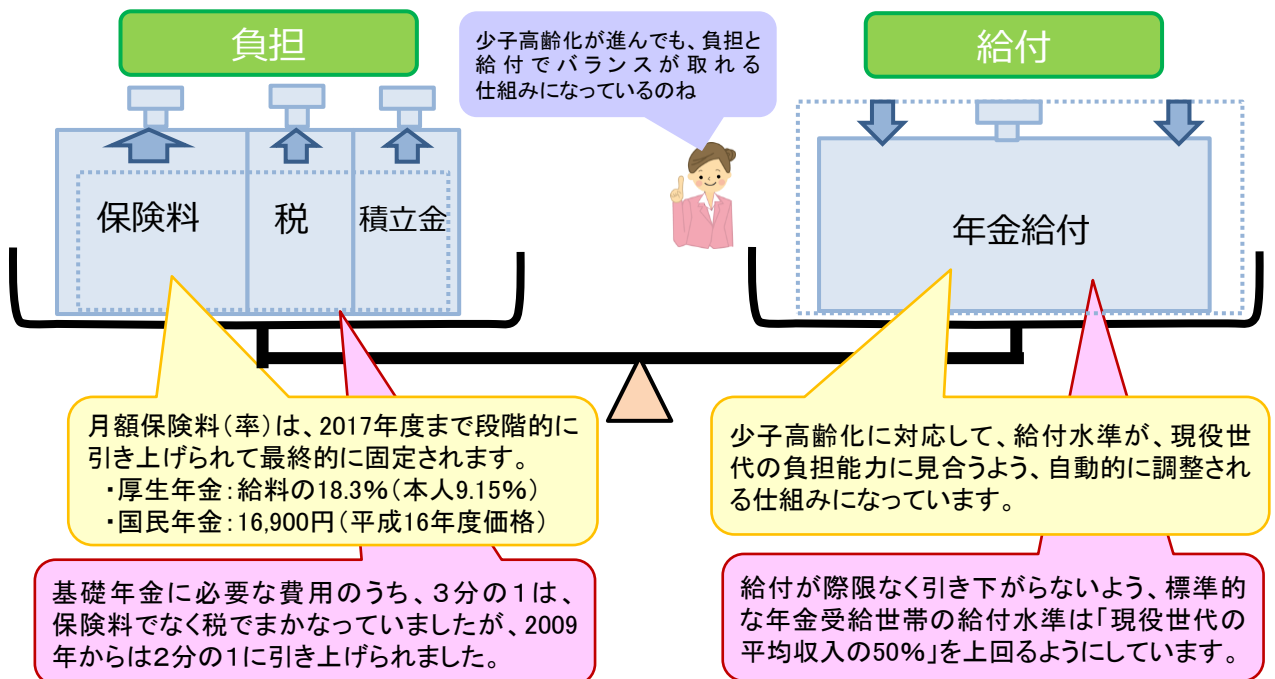 負担
少子高齢化が進んでも、負担と
給付でバランスが取れる
仕組みになっているのね
給付
保険料
税
積立金
年金給付
月額保険料(率)は、2017年度まで段階的に
引き上げられて最終的に固定されます。
・厚生年金:給料の18.3%(本人9.15%)
・国民年金:16,900円(平成16年度価格)
少子高齢化に対応して、給付水準が、現役世
代の負担能力に見合うよう、自動的に調整され
る仕組みになっています。
基礎年金に必要な費用のうち、3分の1は、
保険料でなく税でまかなっていましたが、2009
年からは2分の1に引き上げられました。
給付が際限なく引き下がらないよう、標準的
な年金受給世帯の給付水準は「現役世代の
平均収入の50%」を上回るようにしています。